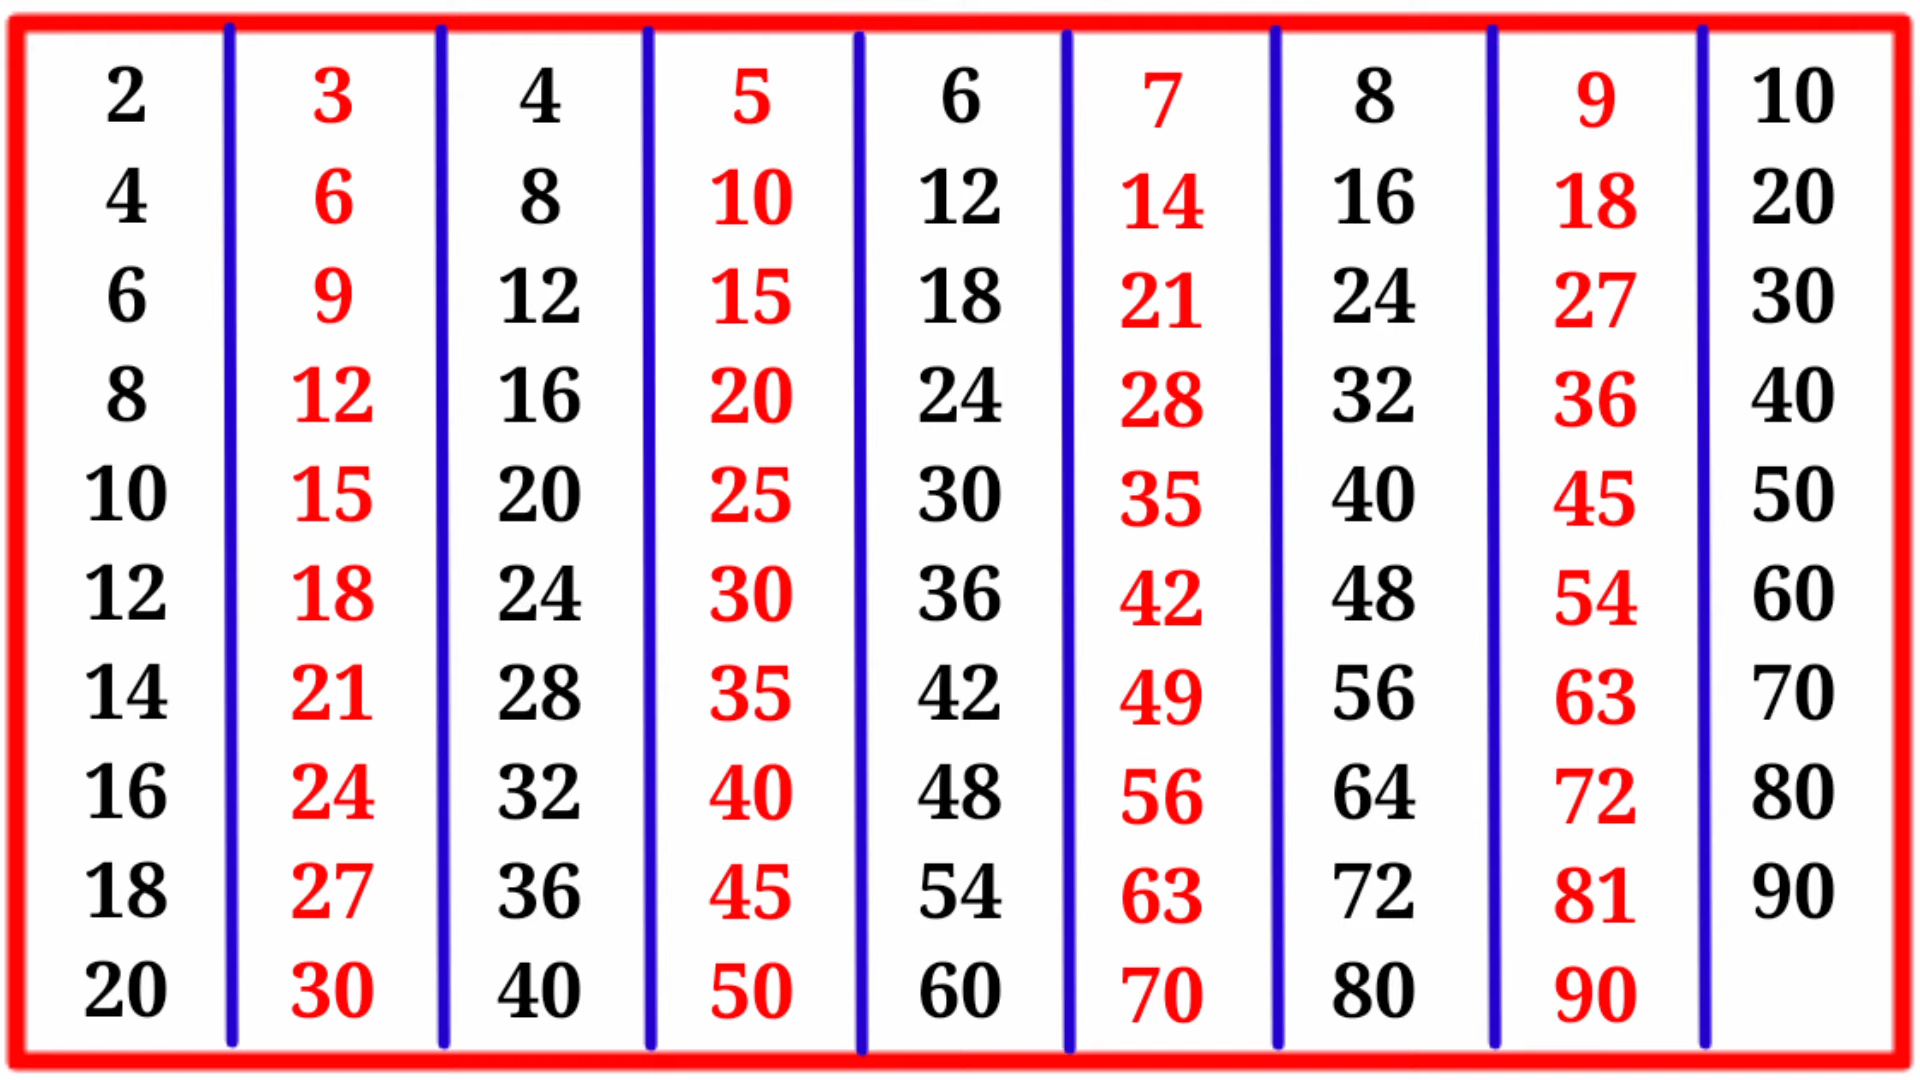 2 3 4 5 6 7 8 9 10
4 6 8 10 12 14 16 18 20
6 9 12 15 18 21 24 27 30
8 12 16 20 24 28 32 36 40
10 15 20 25 30 35 40 45 50
12 18 24 30 36 42 48 54 60
14 21 28 35 42 49 56 63 70
16 24 32 40 48 56 64 72 80
18 27 36 45 54 63 72 81 90
20 30 40 50 60 70 80 90